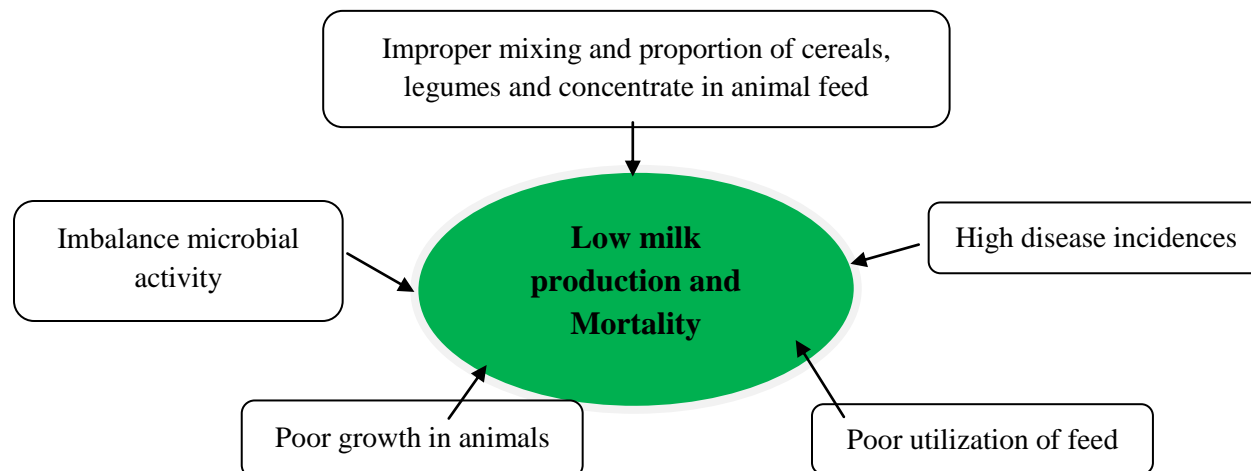 Improper mixing and proportion of cereals,
legumes and concentrate in animal feed
Imbalance microbial
activity
Low milk
production and
Mortality
High disease incidences
Poor growth in animals
Poor utilization of feed